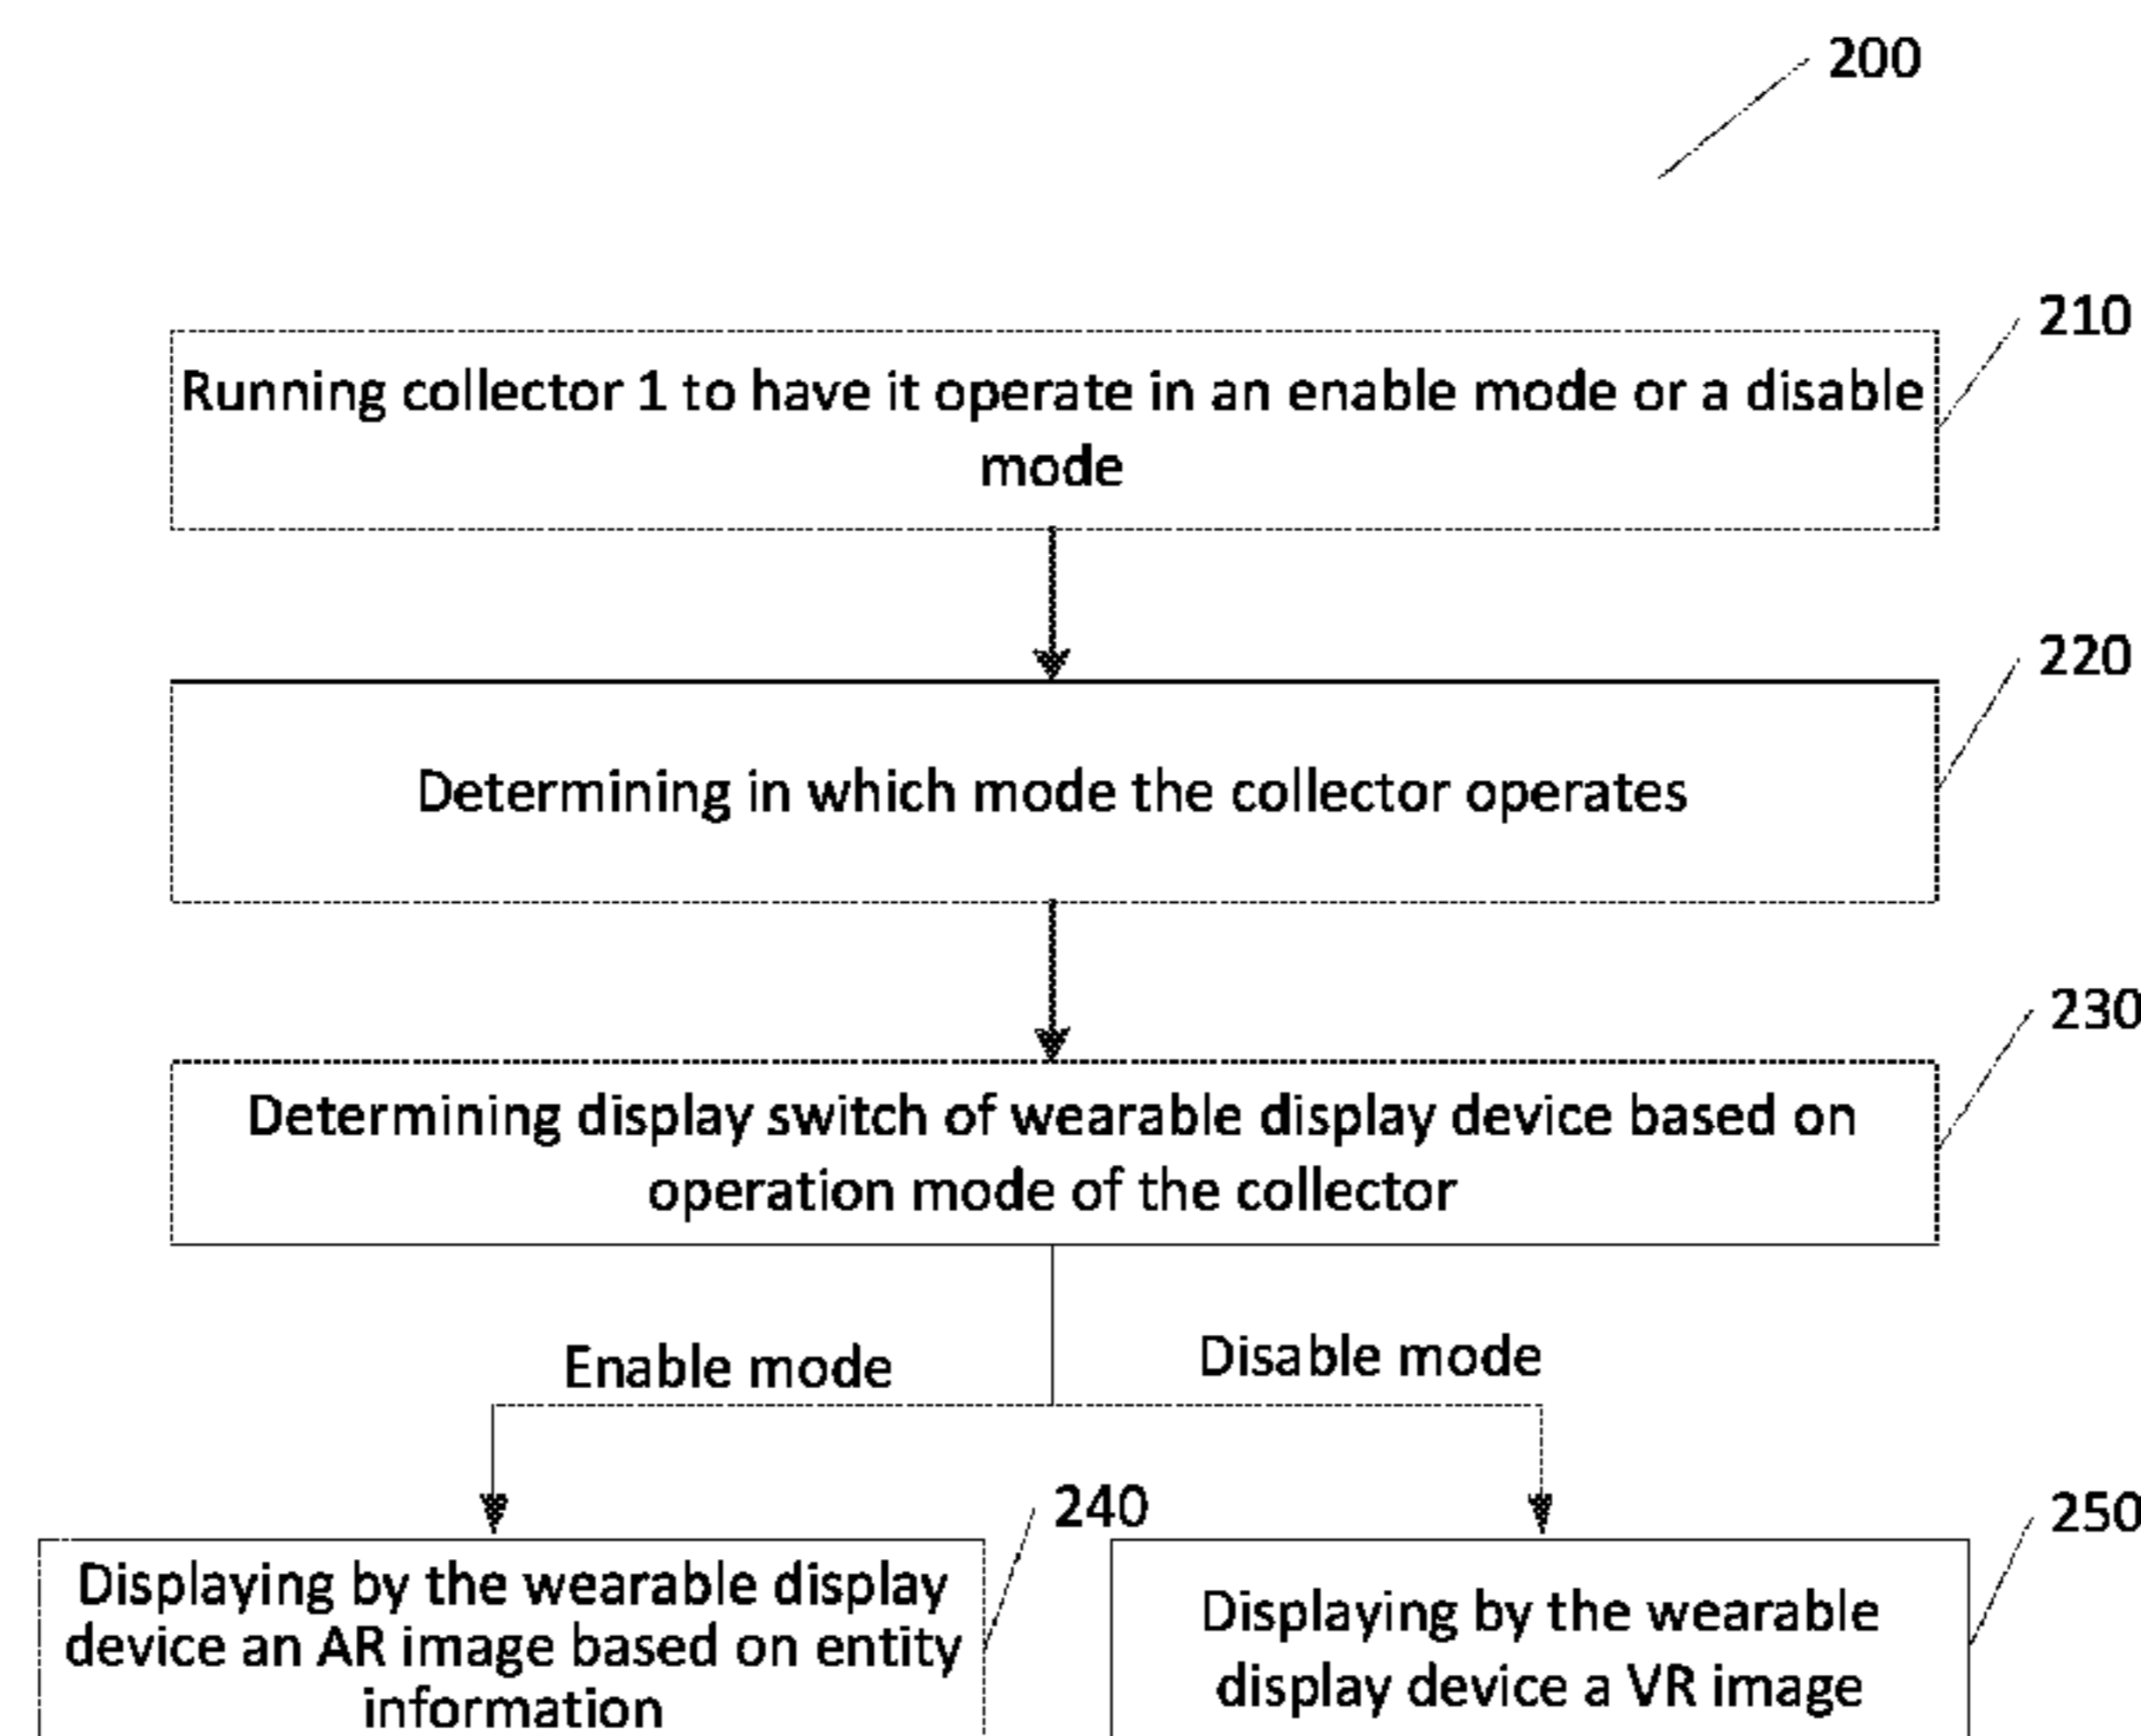 200
210
Running collector 1 to have it operate in an enable mode or a disable
mode
220
Determining in which mode the collector operates
230
Determining display switch of wearable display device based on
operation mode of the collector
Enable mode
Disable mode
240
250
Displaying by the wearable display
device an AR image based on entity
information
Displaying by the wearable
display device a VR image